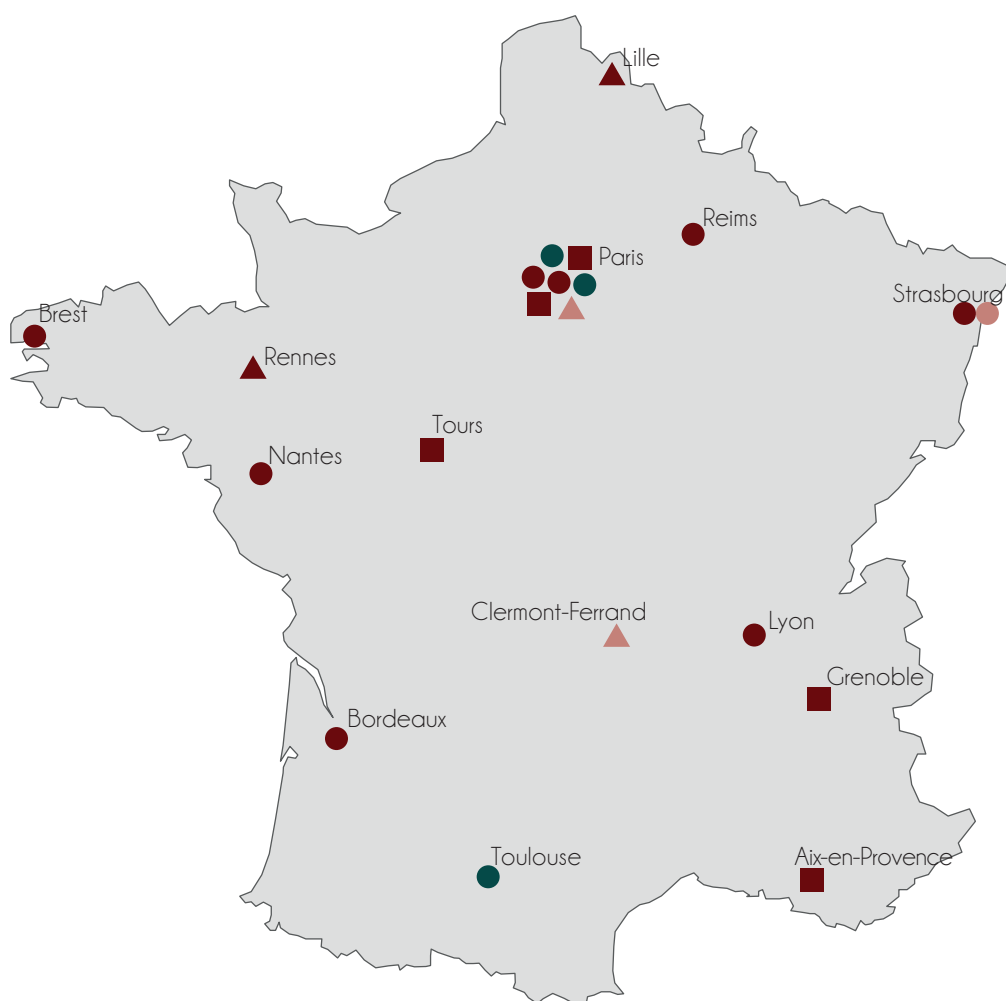 Lille
Reims
Paris
Strasbourg
Brest
Rennes
Tours
Nantes
Clermont-Ferrand
Lyon
Grenoble
Bordeaux
Toulouse
Aix-en-Provence